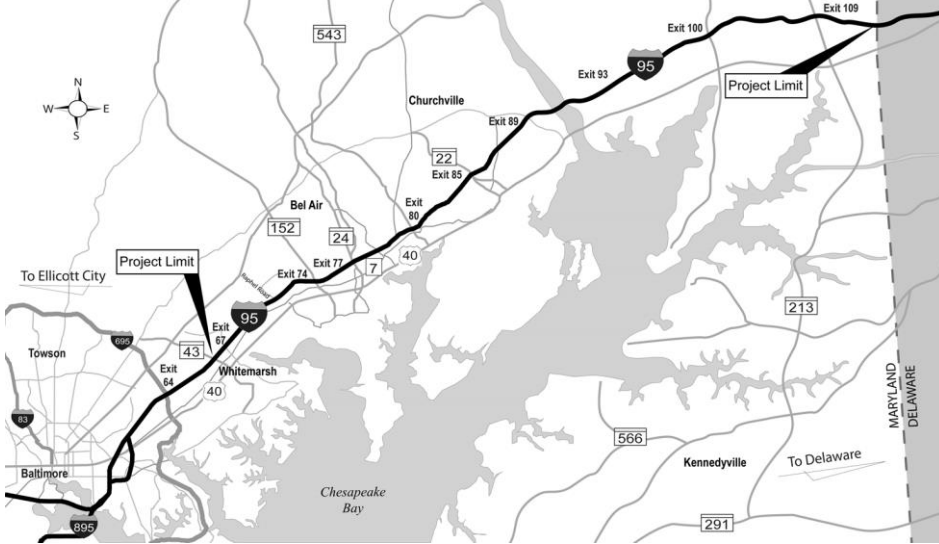 Exit 109
Exit 100
543
95
Exit 93
Project Limit
N
W E
S
Churchville
Exit 89
22
Exit 85
Bel Air
Exit
80
152
24
40
Project Limit
7
Exit 77
Exit 74
To Ellicott City
Raphel Road
95
213
Exit
67
695
43
Towson
Whitemarsh
Exit
64
40
MARYLAND
DELAWARE
83
566
Kennedyville
To Delaware
Baltimore
Chesapeake
Bay
895
291